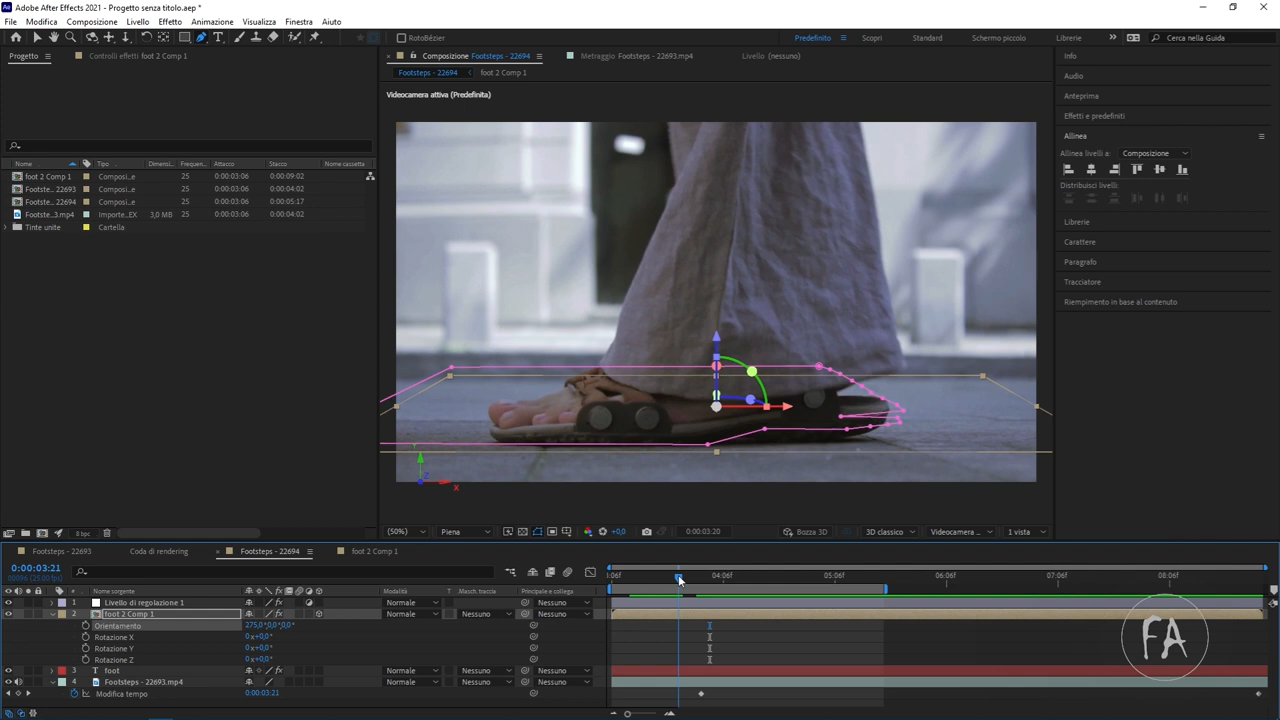 Adobe After Effects 2021 - Progetto senza titolo.aep *
File Modifica Composizione Livello Effetto Animazione Visualizza Finestra Aiuto
RotoBézier Predefinito Scopri Standard Schermo piccolo Librerie Cerca nella Guida
Progetto Controlli effetti foot 2 Comp 1 Composizione Footsteps - 22694 Metraggio Footsteps - 22693.mp4 Livello (nessuno) Info
Footsteps - 22694 foot 2 Comp 1 Audio
Videocamera attiva (Predefinita) Anteprima
Effetti e predefiniti
Allinea
Allinea livelli a: Composizione
Distribuisci livelli:
Librerie
Carattere
Paragrafo
Tracciatore
Riempimento in base al contenuto
Nome Tipo Dimensi... Frequen... Attacco Stacco Nome cassetta
foot 2 Comp 1 Composi...e 25 0:00:03:06 0:00:09:02
Footste... 22693 Composi...e 25 0:00:03:06 0:00:04:02
Footste... 22694 Composi...e 25 0:00:03:06 0:00:05:17
Footste...3.mp4 Importe...EX 3,0 MB 25 0:00:03:06 0:00:04:02
Tinte unite Cartella
X
8 bpc (50%) Piena +0,0 0:00:03:20 Bozza 3D 3D classico Videocamera ... 1 vista
Footsteps - 22693 Coda di rendering Footsteps - 22694 foot 2 Comp 1
0:00:03:21
00096 (25.00 fps)
:06f 04:06f 05:06f 06:06f 07:06f 08:06f
Nome sorgente Modalità T Masch. traccia Principale e collegato
1 Livello di regolazione 1 Normale Nessuno
2 foot 2 Comp 1 Normale Nessuno Nessuno
Orientamento 275,0°,0,0°,0,0°
Rotazione X 0x+0,0°
Rotazione Y 0x+0,0°
Rotazione Z 0x+0,0°
3 T foot Normale Nessuno Nessuno
4 Footsteps - 22693.mp4 Normale Nessuno Nessuno
Modifica tempo 0:00:03:21
FA